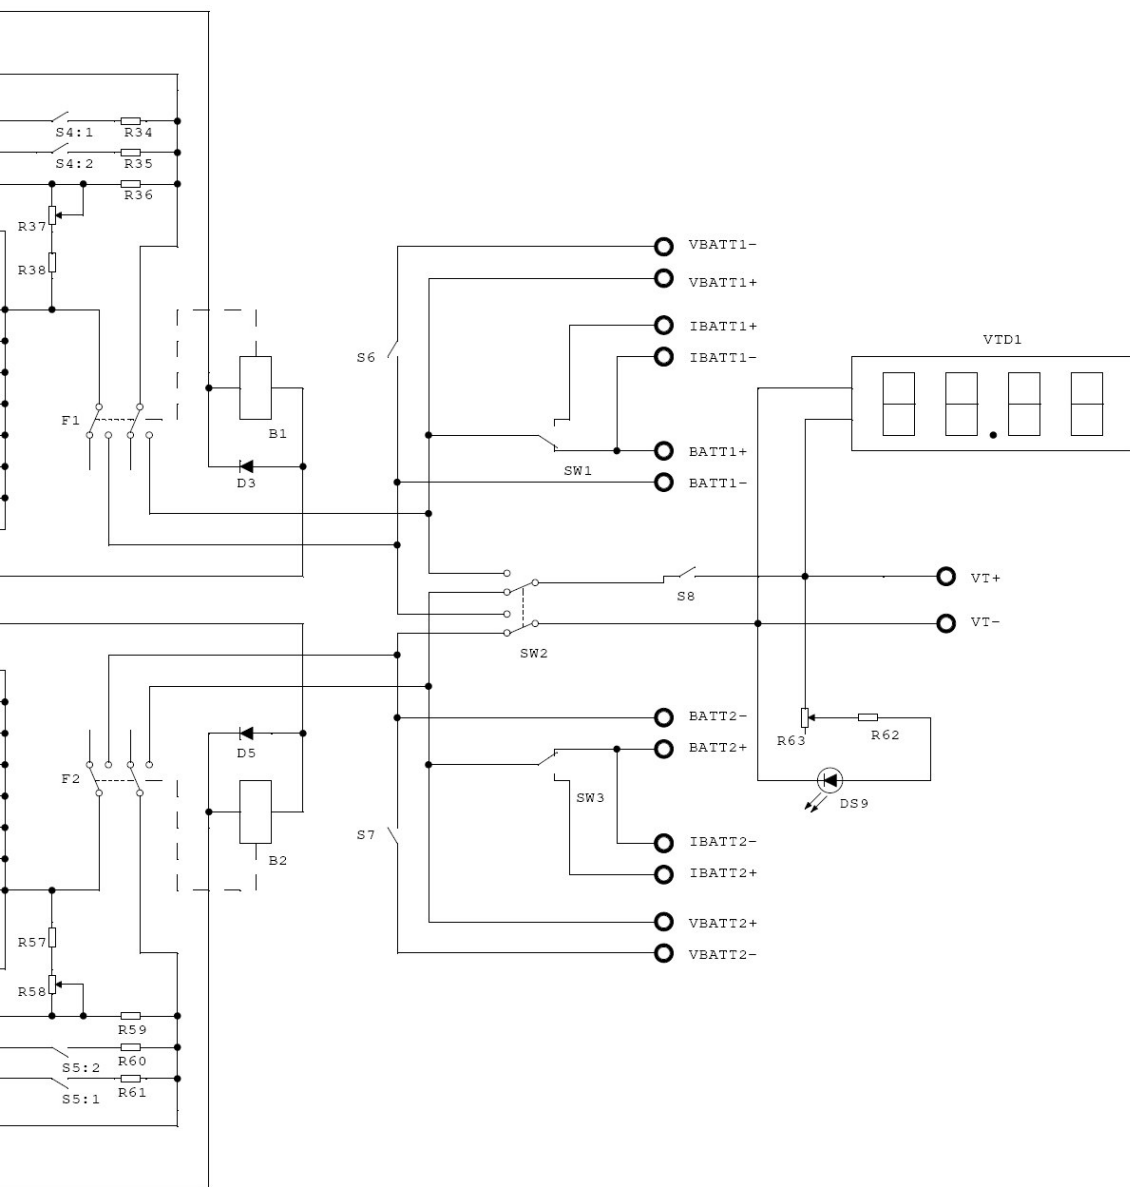 S4:1
R34
S4:2
R35
R36
R37
R38
VBATT1-
VBATT1+
IBATT1+
VTD1
S6
IBATT1-
F1
B1
BATT1+
SW1
D3
BATT1-
VT+
S8
VT-
SW2
BATT2-
R63
R62
D5
BATT2+
F2
SW3
DS9
S7
IBATT2-
B2
IBATT2+
VBATT2+
R57
VBATT2-
R58
R59
S5:2
R60
S5:1
R61